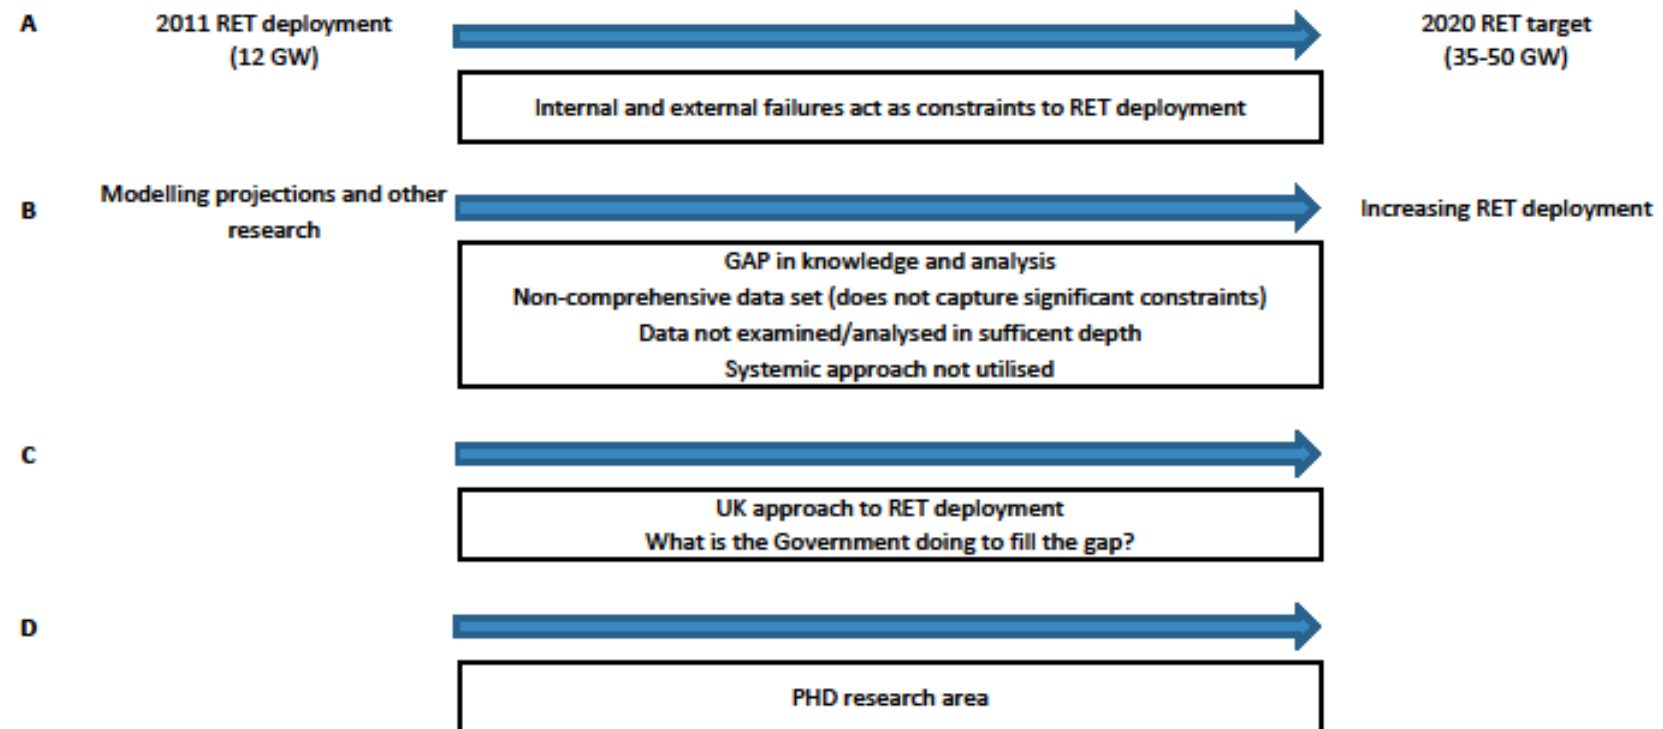 A
2011 RET deployment
(12 GW)
2020 RET target
(35-50 GW)
Internal and external failures act as constraints to RET deployment
B
Modelling projections and other
research
Increasing RET deployment
GAP in knowledge and analysis
Non-comprehensive data set (does not capture significant constraints)
Data not examined/analysed in sufficent depth
Systemic approach not utilised
C
UK approach to RET deployment
What is the Government doing to fill the gap?
D
PHD research area